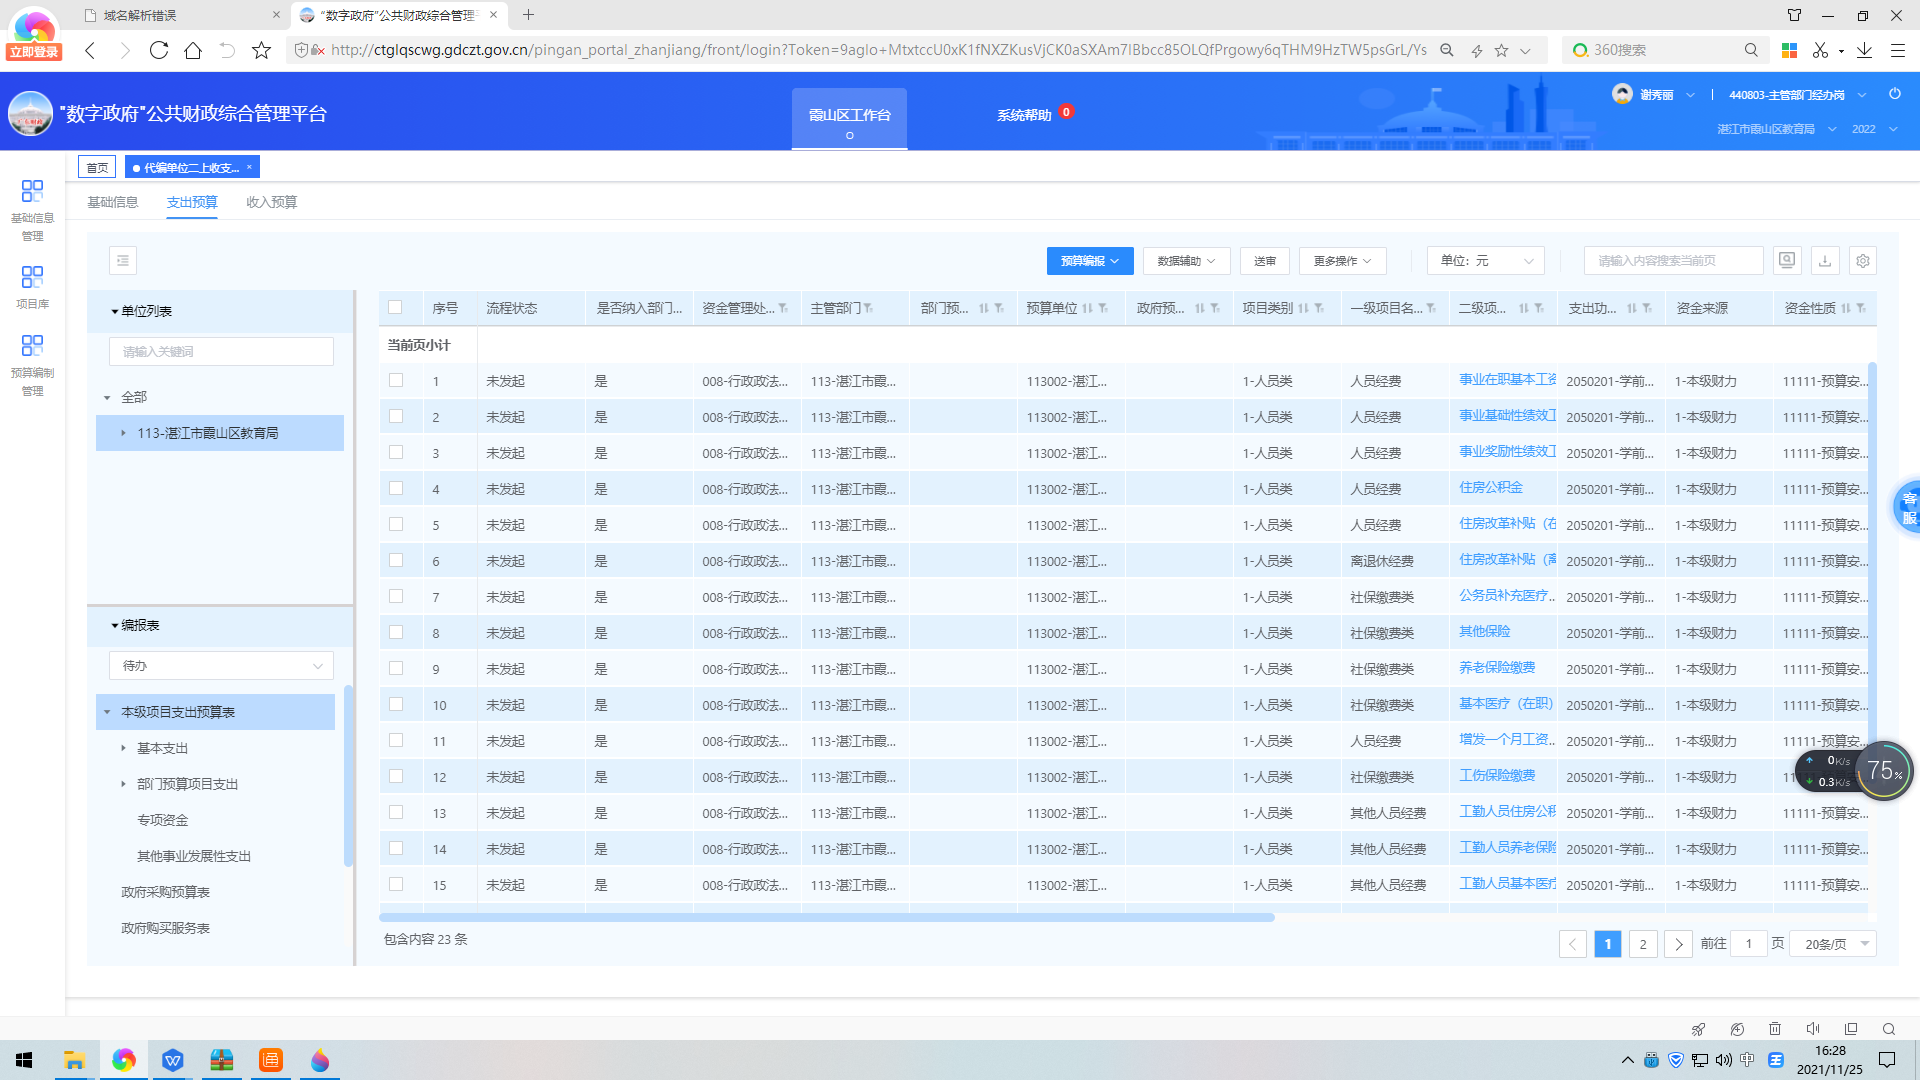 域名解析错误
"数字政府"公共财政综合管理平
立即登录
http://ctglqscwg.gdczt.gov.cn/pingan_portal_zhanjiang/front/login?Token=
360搜索
"数字政府"公共财政综合管理平台
霞山区工作台
系统帮助 0
谢秀丽 | 440803-主管部门经办岗
湛江市霞山区教育局 2022
首页 代编单位二上收支...
基础信息 支出预算 收入预算
基础信息
管理
项目库
预算编制
管理
预算编报 数据辅助 送审 更多操作 单位：元 请输入内容搜索当前页
单位列表
请输入关键词
全部
113-湛江市霞山区教育局
编报表
待办
本级项目支出预算表
基本支出
部门预算项目支出
专项资金
其他事业发展性支出
政府采购预算表
政府购买服务表
序号 流程状态 是否纳入部门... 资金管理处... 主管部门 部门预... 预算单位 政府预... 项目类别 一级项目名... 二级项... 支出功... 资金来源 资金性质
当前页小计
1 未发起 是 008-行政政法... 113-湛江市霞... 113002-湛江... 1-人员类 人员经费 事业在职基本工资 2050201-学前... 1-本级财力 11111-预算安...
2 未发起 是 008-行政政法... 113-湛江市霞... 113002-湛江... 1-人员类 人员经费 事业基础性绩效工 2050201-学前... 1-本级财力 11111-预算安...
3 未发起 是 008-行政政法... 113-湛江市霞... 113002-湛江... 1-人员类 人员经费 事业奖励性绩效工 2050201-学前... 1-本级财力 11111-预算安...
4 未发起 是 008-行政政法... 113-湛江市霞... 113002-湛江... 1-人员类 人员经费 住房公积金 2050201-学前... 1-本级财力 11111-预算安...
5 未发起 是 008-行政政法... 113-湛江市霞... 113002-湛江... 1-人员类 人员经费 住房改革补贴（在 2050201-学前... 1-本级财力 11111-预算安...
6 未发起 是 008-行政政法... 113-湛江市霞... 113002-湛江... 1-人员类 离退休经费 住房改革补贴（离 2050201-学前... 1-本级财力 11111-预算安...
7 未发起 是 008-行政政法... 113-湛江市霞... 113002-湛江... 1-人员类 社保缴费类 公务员补充医疗... 2050201-学前... 1-本级财力 11111-预算安...
8 未发起 是 008-行政政法... 113-湛江市霞... 113002-湛江... 1-人员类 社保缴费类 其他保险 2050201-学前... 1-本级财力 11111-预算安...
9 未发起 是 008-行政政法... 113-湛江市霞... 113002-湛江... 1-人员类 社保缴费类 养老保险缴费 2050201-学前... 1-本级财力 11111-预算安...
10 未发起 是 008-行政政法... 113-湛江市霞... 113002-湛江... 1-人员类 社保缴费类 基本医疗（在职） 2050201-学前... 1-本级财力 11111-预算安...
11 未发起 是 008-行政政法... 113-湛江市霞... 113002-湛江... 1-人员类 人员经费 增发一个月工资... 2050201-学前... 1-本级财力 11111-预算安...
12 未发起 是 008-行政政法... 113-湛江市霞... 113002-湛江... 1-人员类 社保缴费类 工伤保险缴费 2050201-学前... 1-本级财力
13 未发起 是 008-行政政法... 113-湛江市霞... 113002-湛江... 1-人员类 其他人员经费 工勤人员住房公积 2050201-学前... 1-本级财力 11111-预算安...
14 未发起 是 008-行政政法... 113-湛江市霞... 113002-湛江... 1-人员类 其他人员经费 工勤人员养老保险 2050201-学前... 1-本级财力 11111-预算安...
15 未发起 是 008-行政政法... 113-湛江市霞... 113002-湛江... 1-人员类 其他人员经费 工勤人员基本医疗 2050201-学前... 1-本级财力 11111-预算安...
包含内容 23 条
1 2 前往 1 页 20条/页
客
服
0K/s
0.3K/s
75%
中
16:28
2021/11/25